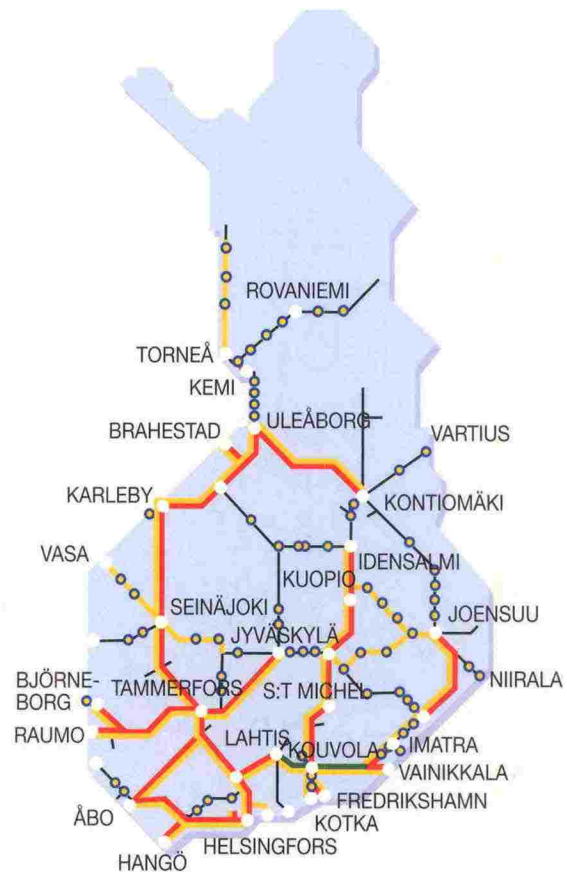 ROVANIEMI
TORNEÅ
KEMI
ULEÅBORG
BRAHESTAD
VARTIUS
KARLEBY
KONTIOMÄKI
VASA
IDENSALMI
KUOPIO
SEINÄJOKI
JOENSUU
JYVÄSKYLÄ
BJÖRNE-
BORG
TAMMERFORS
S:T MICHEL
NIIRALA
RAUMO
LAHTIS
KOUVOLA
IMATRA
VAINIKKALA
FREDRIKSHAMN
ÅBO
KOTKA
HELSINGFORS
HANGÖ